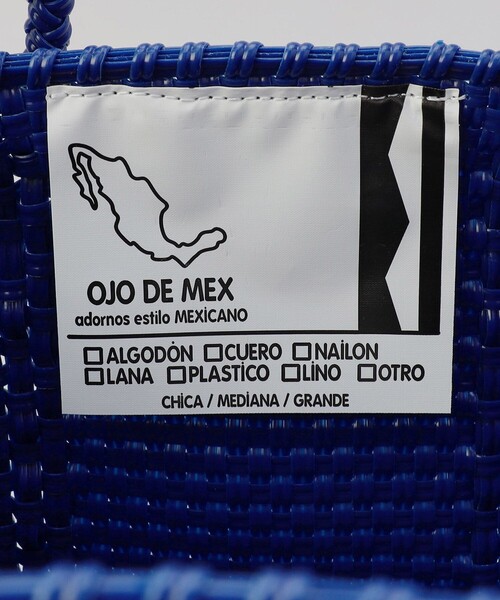 OJO DE MEX
adornos estilo MEXICANO
ALGODÓN CUERO NAILON
LANA PLASTICO LINO OTRO
CHICA / MEDIANA / GRANDE